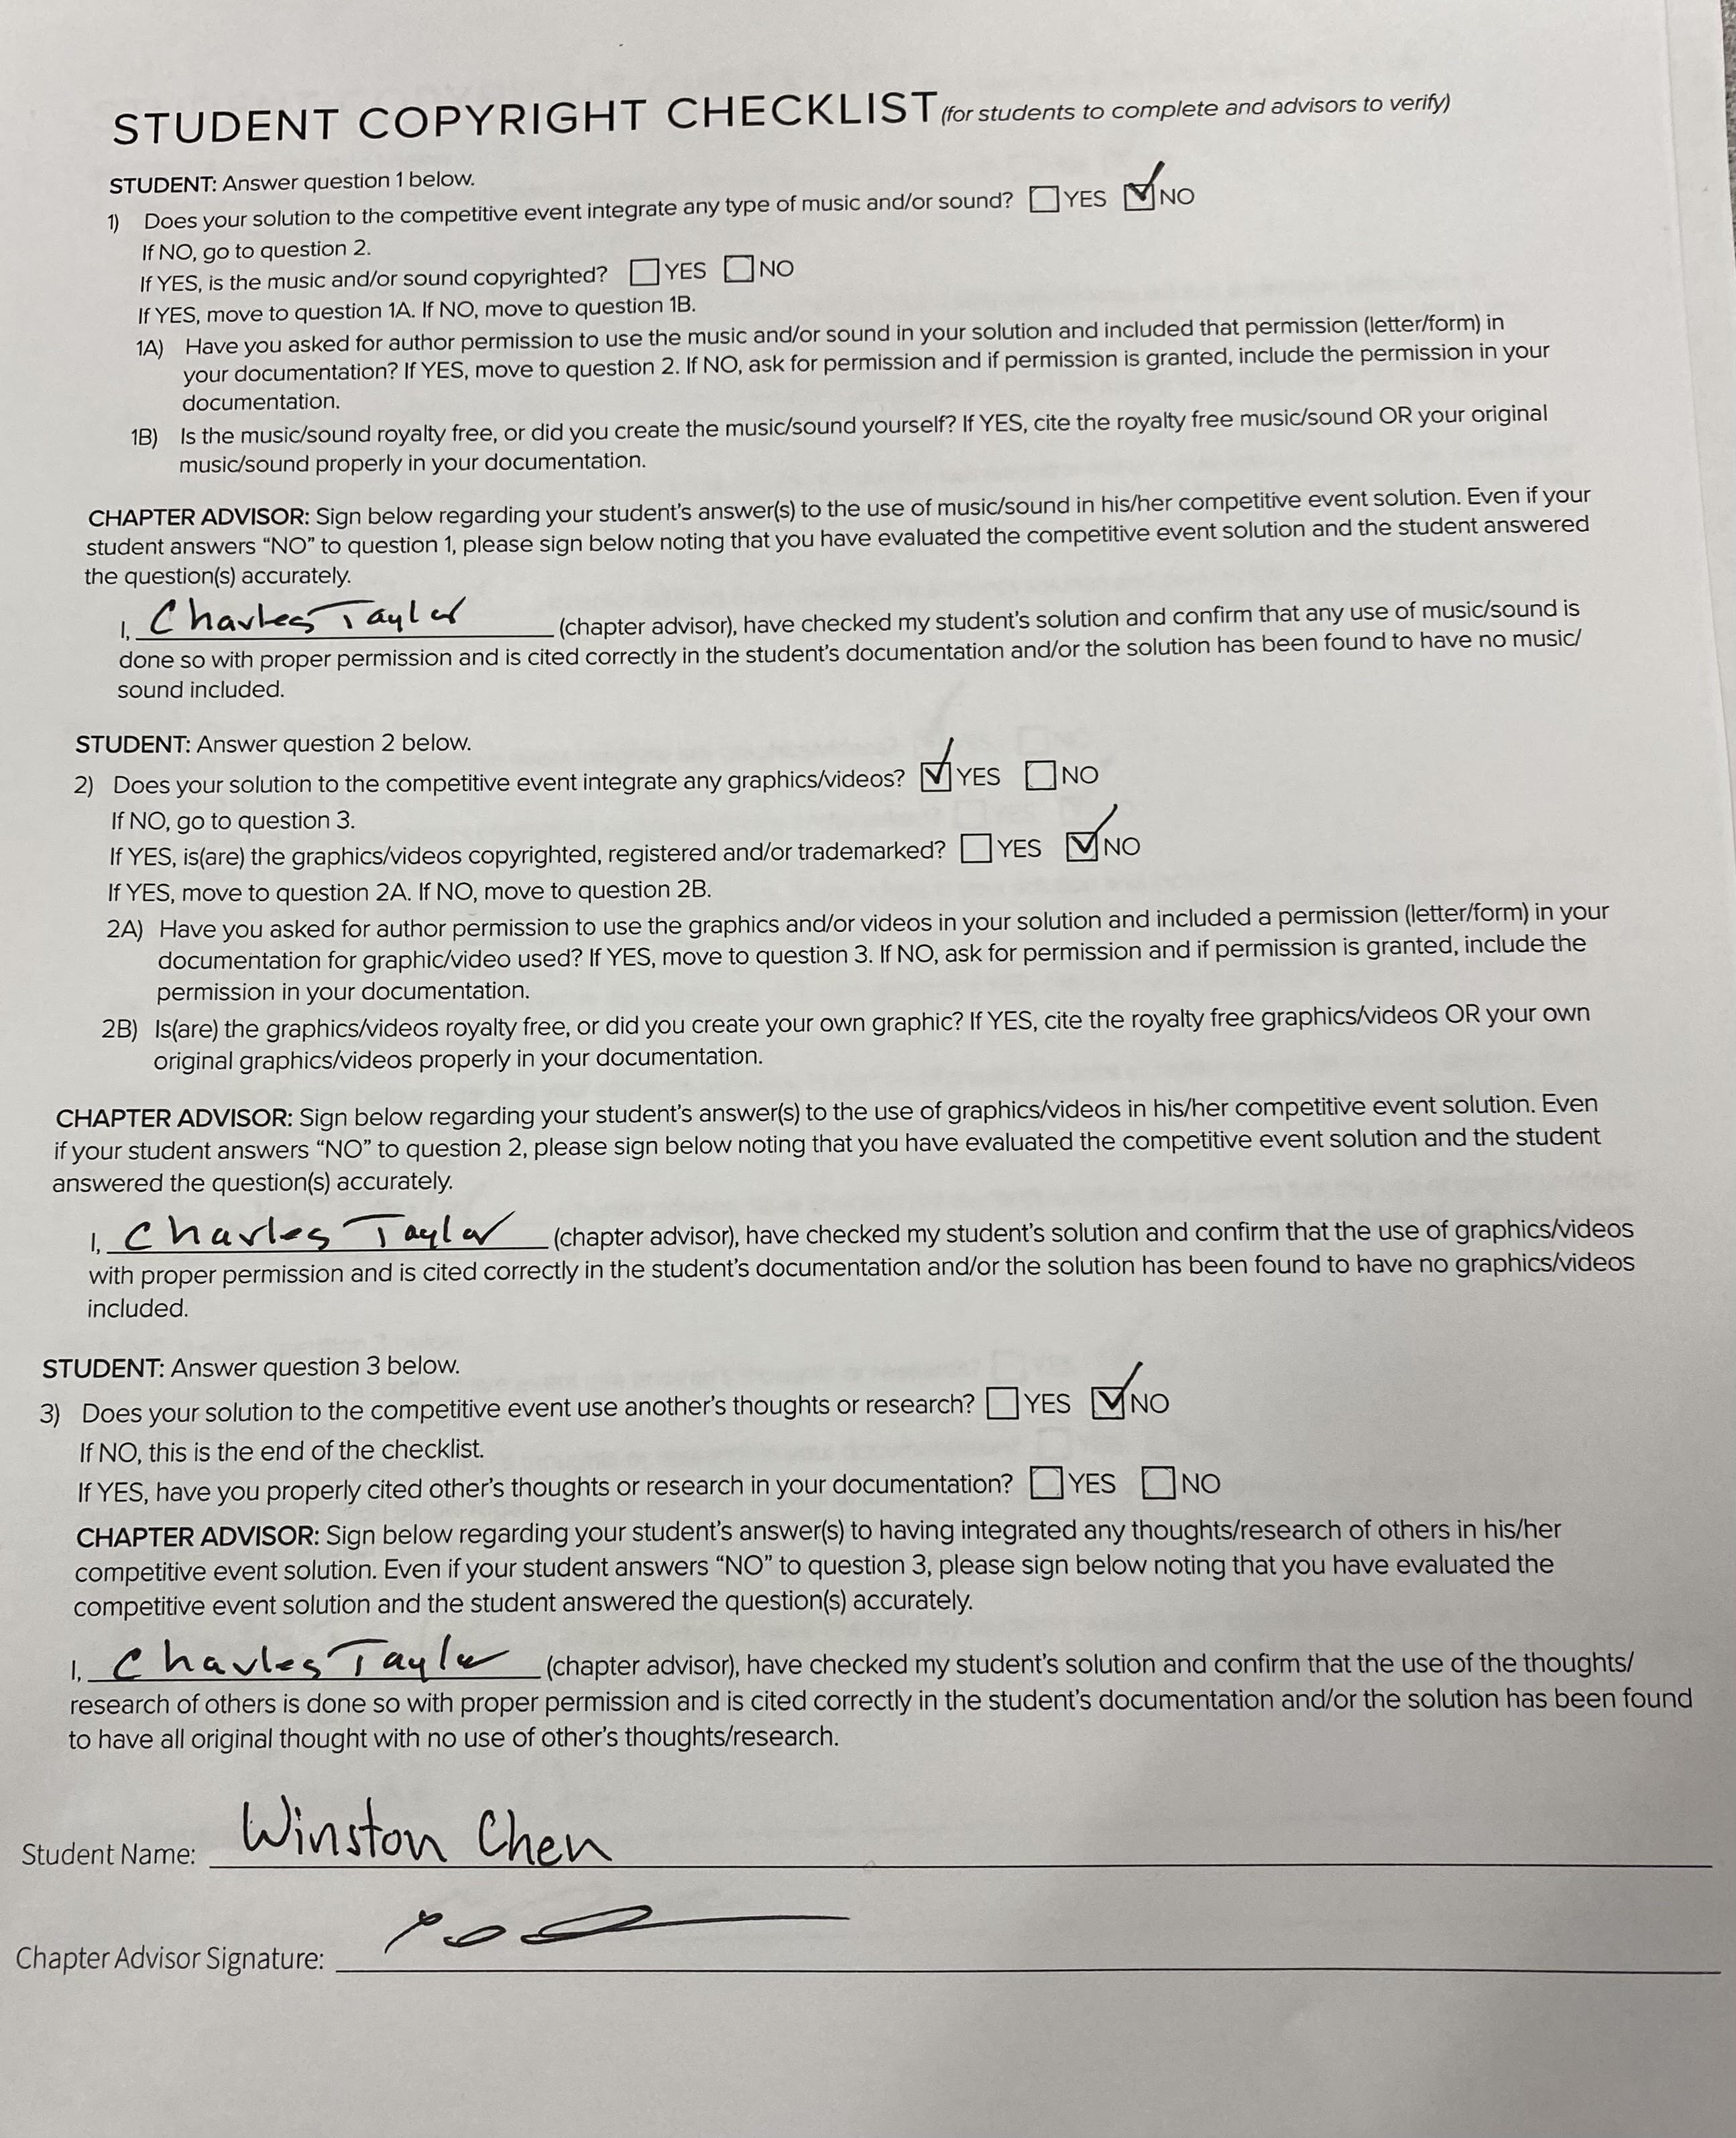 STUDENT COPYRIGHT CHECKLIST (for students to complete and advisors to verify)
STUDENT: Answer question 1 below.
1) Does your solution to the competitive event integrate any type of music and/or sound? YES NO
If NO, go to question 2.
If YES, is the music and/or sound copyrighted? YES NO
If YES, move to question 1A. If NO, move to question 1B.
1A) Have you asked for author permission to use the music and/or sound in your solution and included that permission (letter/form) in
your documentation? If YES, move to question 2. If NO, ask for permission and if permission is granted, include the permission in your
documentation.
1B) Is the music/sound royalty free, or did you create the music/sound yourself? If YES, cite the royalty free music/sound OR your original
music/sound properly in your documentation.
CHAPTER ADVISOR: Sign below regarding your student's answer(s) to the use of music/sound in his/her competitive event solution. Even if your
student answers “NO” to question 1, please sign below noting that you have evaluated the competitive event solution and the student answered
the question(s) accurately.
I, Charles Taylor (chapter advisor), have checked my student's solution and confirm that any use of music/sound is
done so with proper permission and is cited correctly in the student's documentation and/or the solution has been found to have no music/
sound included.
STUDENT: Answer question 2 below.
2) Does your solution to the competitive event integrate any graphics/videos? YES NO
If NO, go to question 3.
If YES, is(are) the graphics/videos copyrighted, registered and/or trademarked? YES NO
If YES, move to question 2A. If NO, move to question 2B.
2A) Have you asked for author permission to use the graphics and/or videos in your solution and included a permission (letter/form) in your
documentation for graphic/video used? If YES, move to question 3. If NO, ask for permission and if permission is granted, include the
permission in your documentation.
2B) Is(are) the graphics/videos royalty free, or did you create your own graphic? If YES, cite the royalty free graphics/videos OR your own
original graphics/videos properly in your documentation.
CHAPTER ADVISOR: Sign below regarding your student's answer(s) to the use of graphics/videos in his/her competitive event solution. Even
if your student answers “NO” to question 2, please sign below noting that you have evaluated the competitive event solution and the student
answered the question(s) accurately.
I, Charles Taylor (chapter advisor), have checked my student's solution and confirm that the use of graphics/videos
with proper permission and is cited correctly in the student's documentation and/or the solution has been found to have no graphics/videos
included.
STUDENT: Answer question 3 below.
3) Does your solution to the competitive event use another's thoughts or research? YES NO
If NO, this is the end of the checklist.
If YES, have you properly cited other's thoughts or research in your documentation? YES NO
CHAPTER ADVISOR: Sign below regarding your student's answer(s) to having integrated any thoughts/research of others in his/her
competitive event solution. Even if your student answers “NO” to question 3, please sign below noting that you have evaluated the
competitive event solution and the student answered the question(s) accurately.
I, Charles Taylor (chapter advisor), have checked my student's solution and confirm that the use of the thoughts/
research of others is done so with proper permission and is cited correctly in the student's documentation and/or the solution has been found
to have all original thought with no use of other's thoughts/research.
Student Name: Winston Chen
Chapter Advisor Signature: